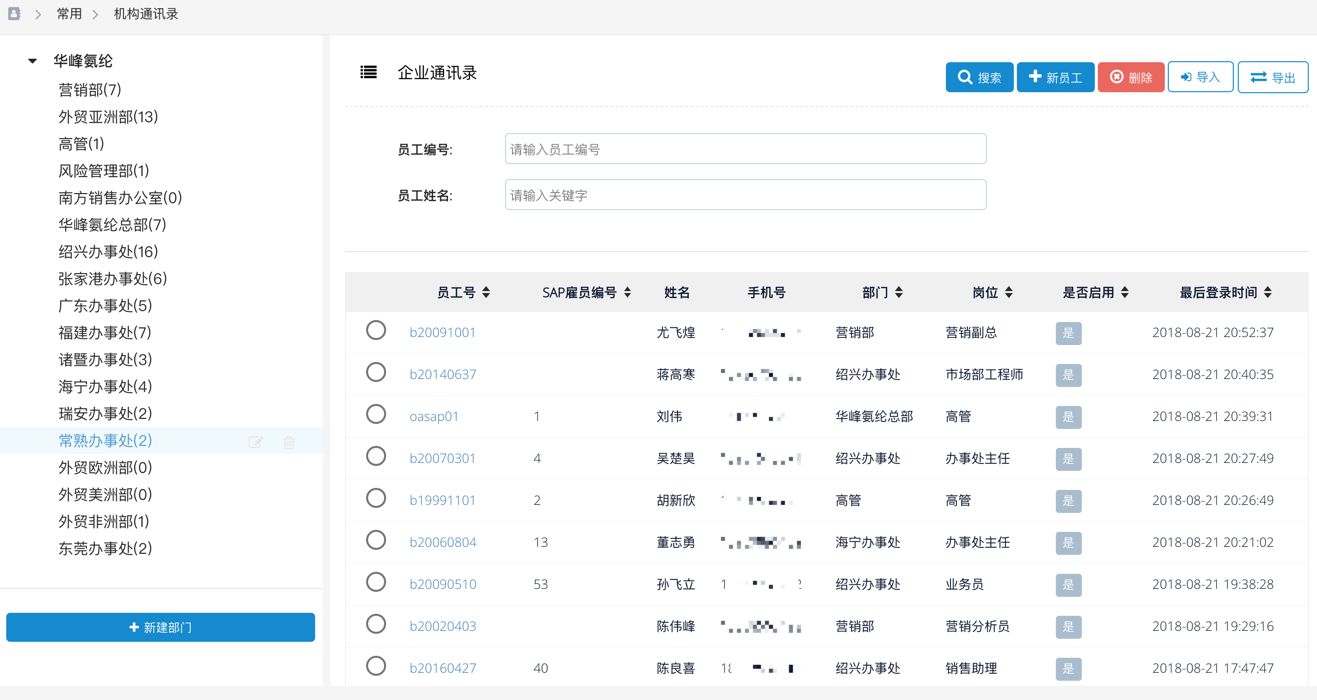 常用 机构通讯录
华峰氨纶
营销部(7)
外贸亚洲部(13)
高管(1)
风险管理部(1)
南方销售办公室(0)
华峰氨纶总部(7)
绍兴办事处(16)
张家港办事处(6)
广东办事处(5)
福建办事处(7)
诸暨办事处(3)
海宁办事处(4)
瑞安办事处(2)
常熟办事处(2)
外贸欧洲部(0)
外贸美洲部(0)
外贸非洲部(1)
东莞办事处(2)
新建部门
企业通讯录
搜索 新员工 删除 导入 导出
员工编号: 请输入员工编号
员工姓名: 请输入关键字
员工号 SAP雇员编号 姓名 手机号 部门 岗位 是否启用 最后登录时间
b20091001 尤飞煌 营销部 营销副总 是 2018-08-21 20:52:37
b20140637 蒋高寒 绍兴办事处 市场部工程师 是 2018-08-21 20:40:35
oasap01 1 刘伟 华峰氨纶总部 高管 是 2018-08-21 20:39:31
b20070301 4 吴楚昊 绍兴办事处 办事处主任 是 2018-08-21 20:27:49
b19991101 2 胡新欣 高管 高管 是 2018-08-21 20:26:49
b20060804 13 董志勇 海宁办事处 办事处主任 是 2018-08-21 20:21:02
b20090510 53 孙飞立 绍兴办事处 业务员 是 2018-08-21 19:38:28
b20020403 陈伟峰 营销部 营销分析员 是 2018-08-21 19:29:16
b20160427 40 陈良喜 绍兴办事处 销售助理 是 2018-08-21 17:47:47